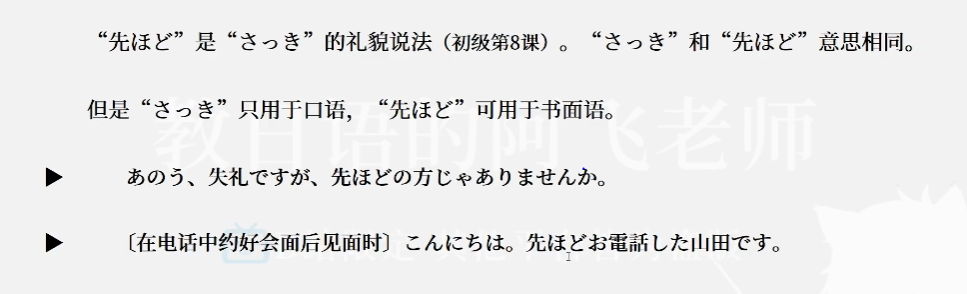 “先ほど”是“さっき”的礼貌说法（初级第8课）。“さっき”和“先ほど”意思相同。
但是“さっき”只用于口语，“先ほど”可用于书面语。
教日语的阿飞老师
▶ あのう、失礼ですが、先ほどの方じゃありませんか。
▶ 〔在电话中约好会面后见面时〕こんにちは。先ほどお電話した山田です。